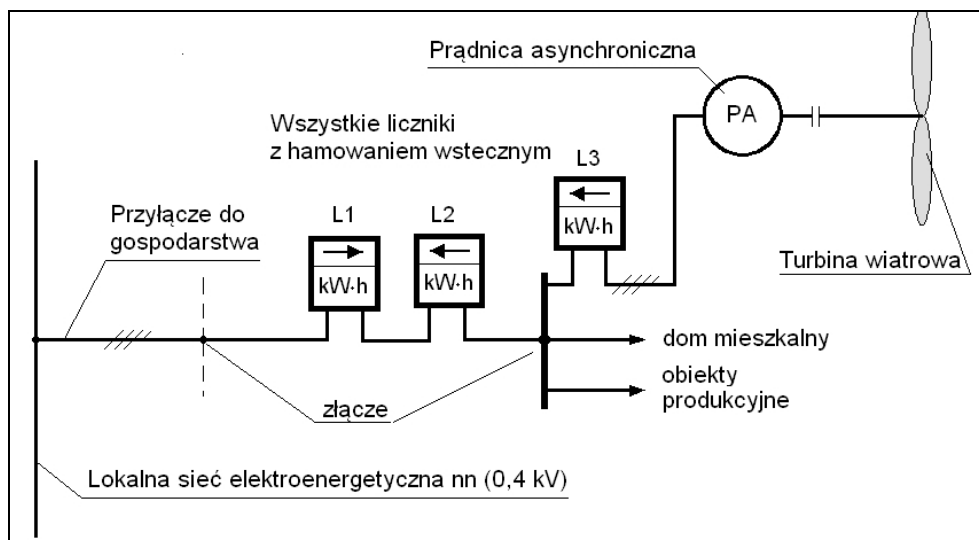 Prądnica asynchroniczna
PA
Wszystkie liczniki
z hamowaniem wstecznym
L3
kW·h
Przyłącze do
gospodarstwa
L1
kW·h
L2
kW·h
Turbina wiatrowa
dom mieszkalny
obiekty
produkcyjne
złącze
Lokalna sieć elektroenergetyczna nn (0,4 kV)